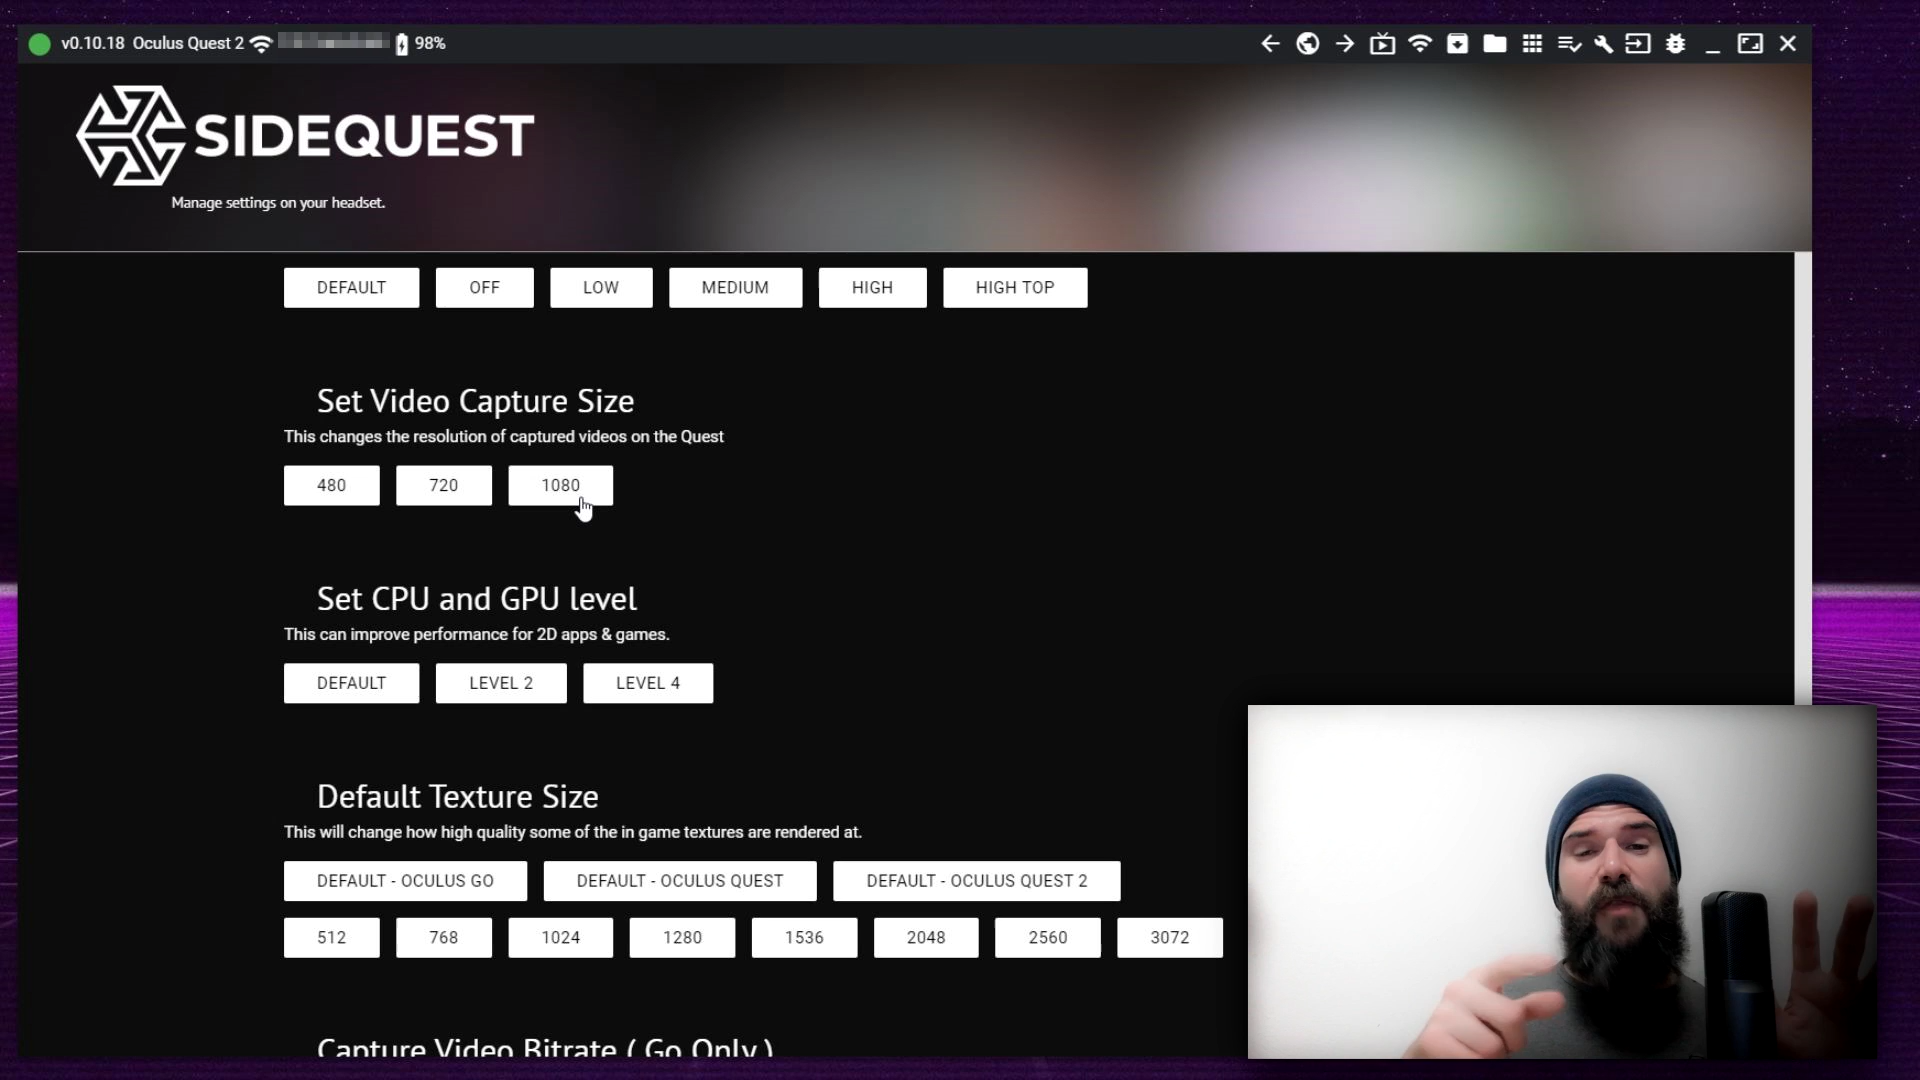 v0.10.18 Oculus Quest 2 98%
SIDEQUEST
Manage settings on your headset.
DEFAULT OFF LOW MEDIUM HIGH HIGH TOP
Set Video Capture Size
This changes the resolution of captured videos on the Quest
480 720 1080
Set CPU and GPU level
This can improve performance for 2D apps & games.
DEFAULT LEVEL 2 LEVEL 4
Default Texture Size
This will change how high quality some of the in game textures are rendered at.
DEFAULT - OCULUS GO DEFAULT - OCULUS QUEST DEFAULT - OCULUS QUEST 2
512 768 1024 1280 1536 2048 2560 3072
Capture Video Bitrate ( Go Only )